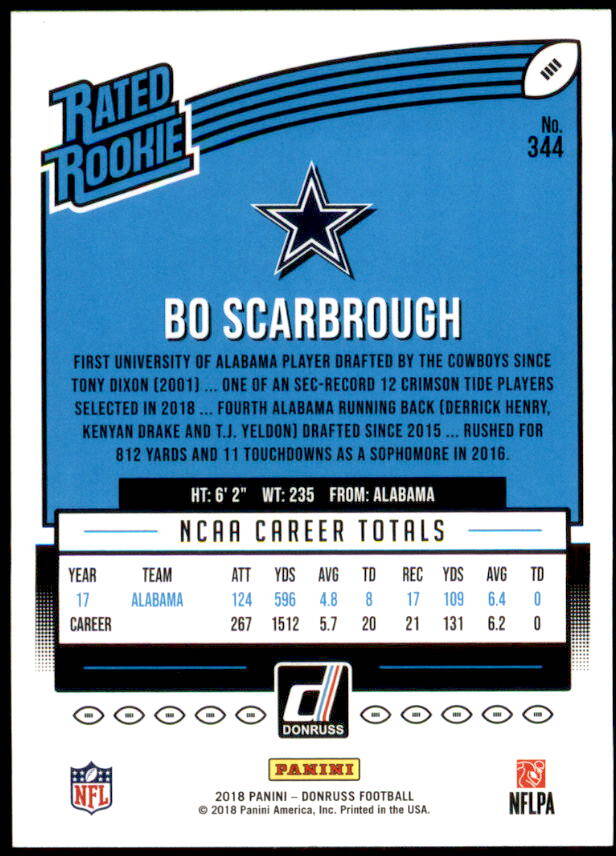 RATED
ROOKIE
No.
344
BO SCARBROUGH
FIRST UNIVERSITY OF ALABAMA PLAYER DRAFTED BY THE COWBOYS SINCE
TONY DIXON (2001) ... ONE OF AN SEC-RECORD 12 CRIMSON TIDE PLAYERS
SELECTED IN 2018 ... FOURTH ALABAMA RUNNING BACK (DERRICK HENRY,
KENYAN DRAKE AND T.J. YELDON) DRAFTED SINCE 2015 ... RUSHED FOR
812 YARDS AND 11 TOUCHDOWNS AS A SOPHOMORE IN 2016.
HT: 6' 2" WT: 235 FROM: ALABAMA
NCAA CAREER TOTALS
YEAR TEAM ATT YDS AVG TD REC YDS AVG TD
17 ALABAMA 124 596 4.8 8 17 109 6.4 0
CAREER 267 1512 5.7 20 21 131 6.2 0
d
DONRUSS
PANINI
NFL
2018 PANINI – DONRUSS FOOTBALL
© 2018 Panini America, Inc. Printed in the USA.
NFLPA